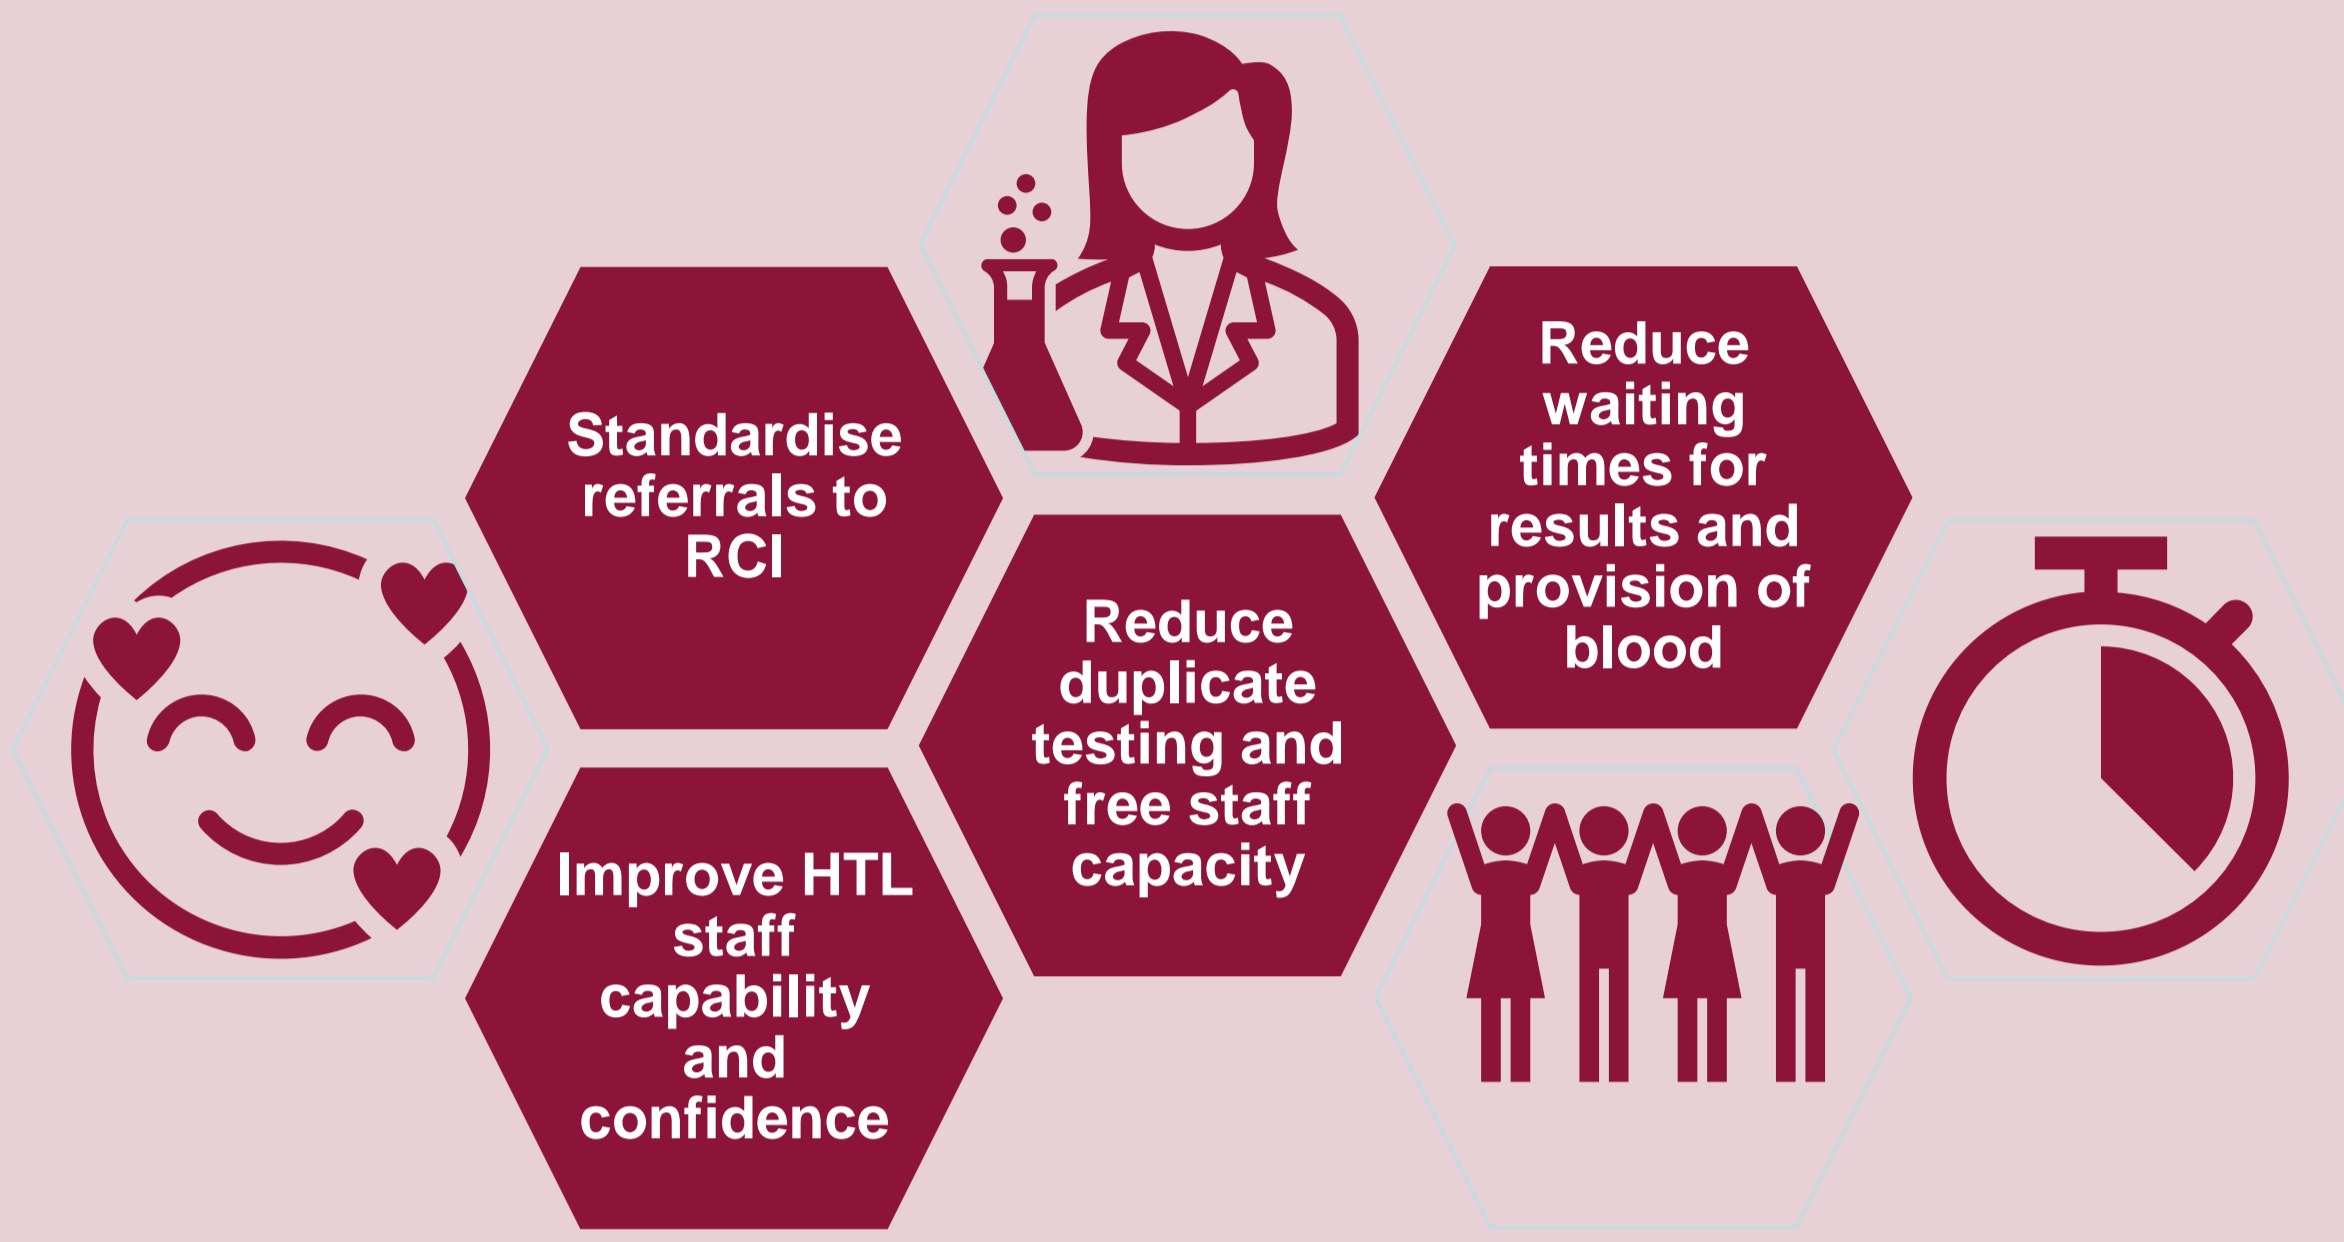 Standardise
referrals to
RCI
Improve HTL
staff
capability
and
confidence
Reduce
duplicate
testing and
free staff
capacity
Reduce
waiting
times for
results and
provision of
blood